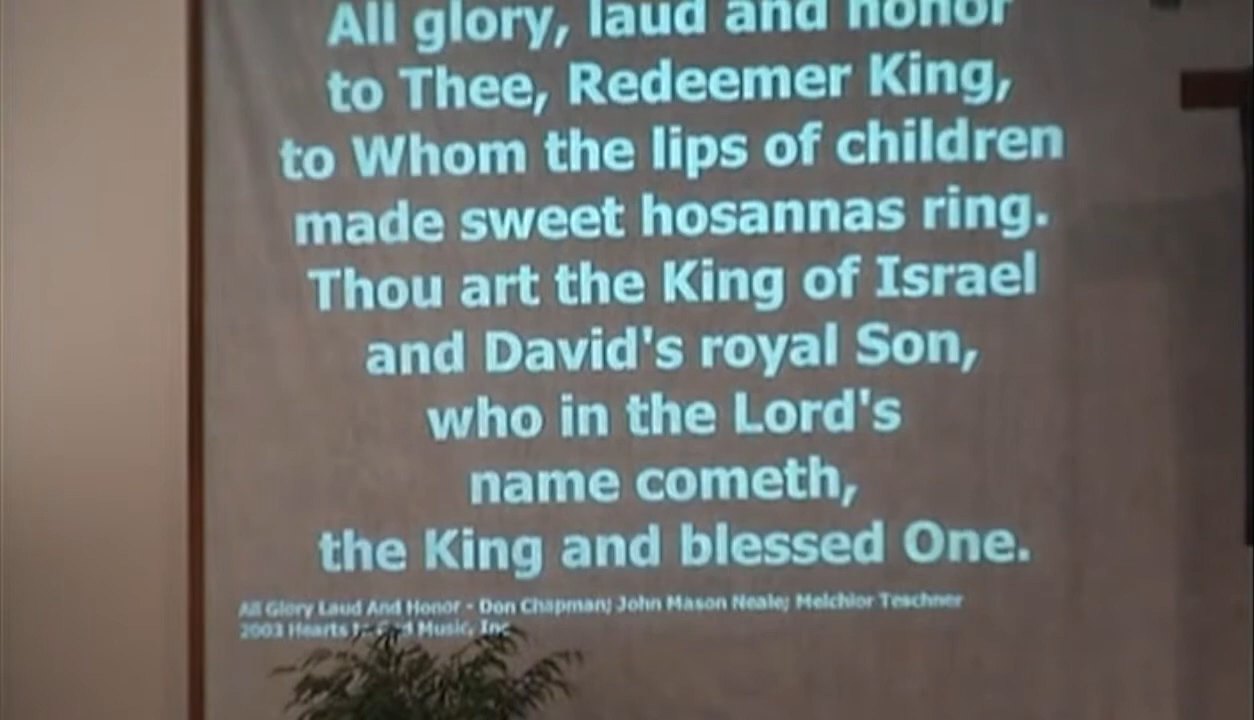 All glory, laud and honor
to Thee, Redeemer King,
to Whom the lips of children
made sweet hosannas ring.
Thou art the King of Israel
and David's royal Son,
who in the Lord's
name cometh,
the King and blessed One.
All Glory Laud And Honor - Don Chapman; John Mason Neale; Melchior Teschner
2003 Hearts Music, Inc